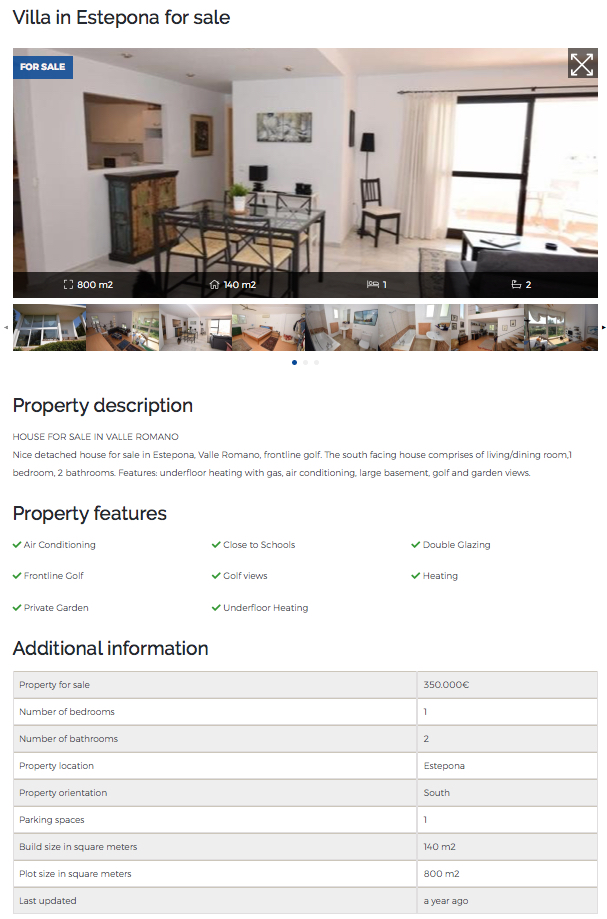 Villa in Estepona for sale
FOR SALE
800 m2
140 m2
1
2
Property description
HOUSE FOR SALE IN VALLE ROMANO
Nice detached house for sale in Estepona, Valle Romano, frontline golf. The south facing house comprises of living/dining room,1
bedroom, 2 bathrooms. Features: underfloor heating with gas, air conditioning, large basement, golf and garden views.
Property features
Air Conditioning
Close to Schools
Double Glazing
Frontline Golf
Golf views
Heating
Private Garden
Underfloor Heating
Additional information
Property for sale 350.000€
Number of bedrooms 1
Number of bathrooms 2
Property location Estepona
Property orientation South
Parking spaces 1
Build size in square meters 140 m2
Plot size in square meters 800 m2
Last updated a year ago